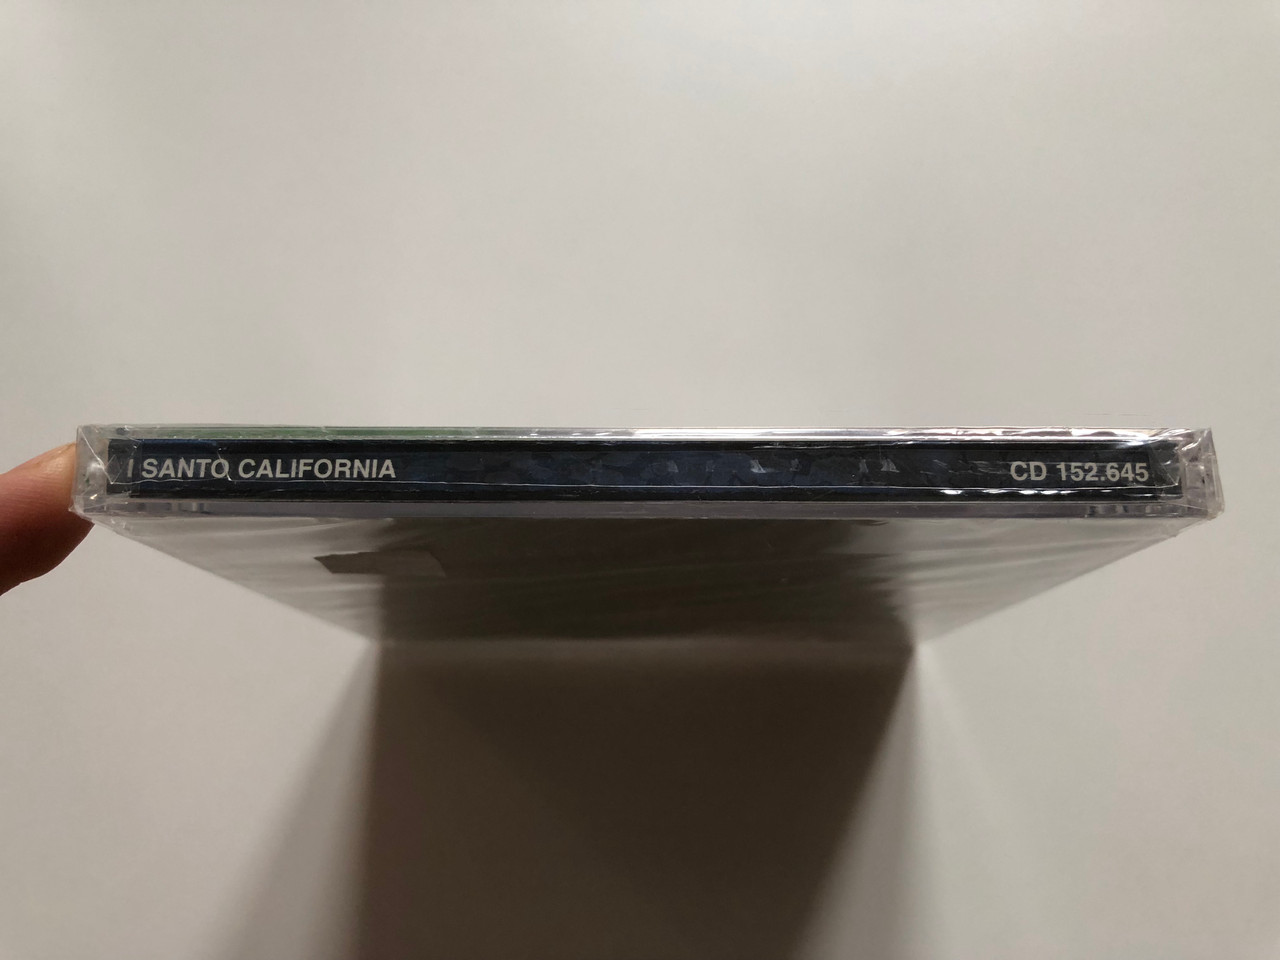 I SANTO CALIFORNIA
CD 152.645